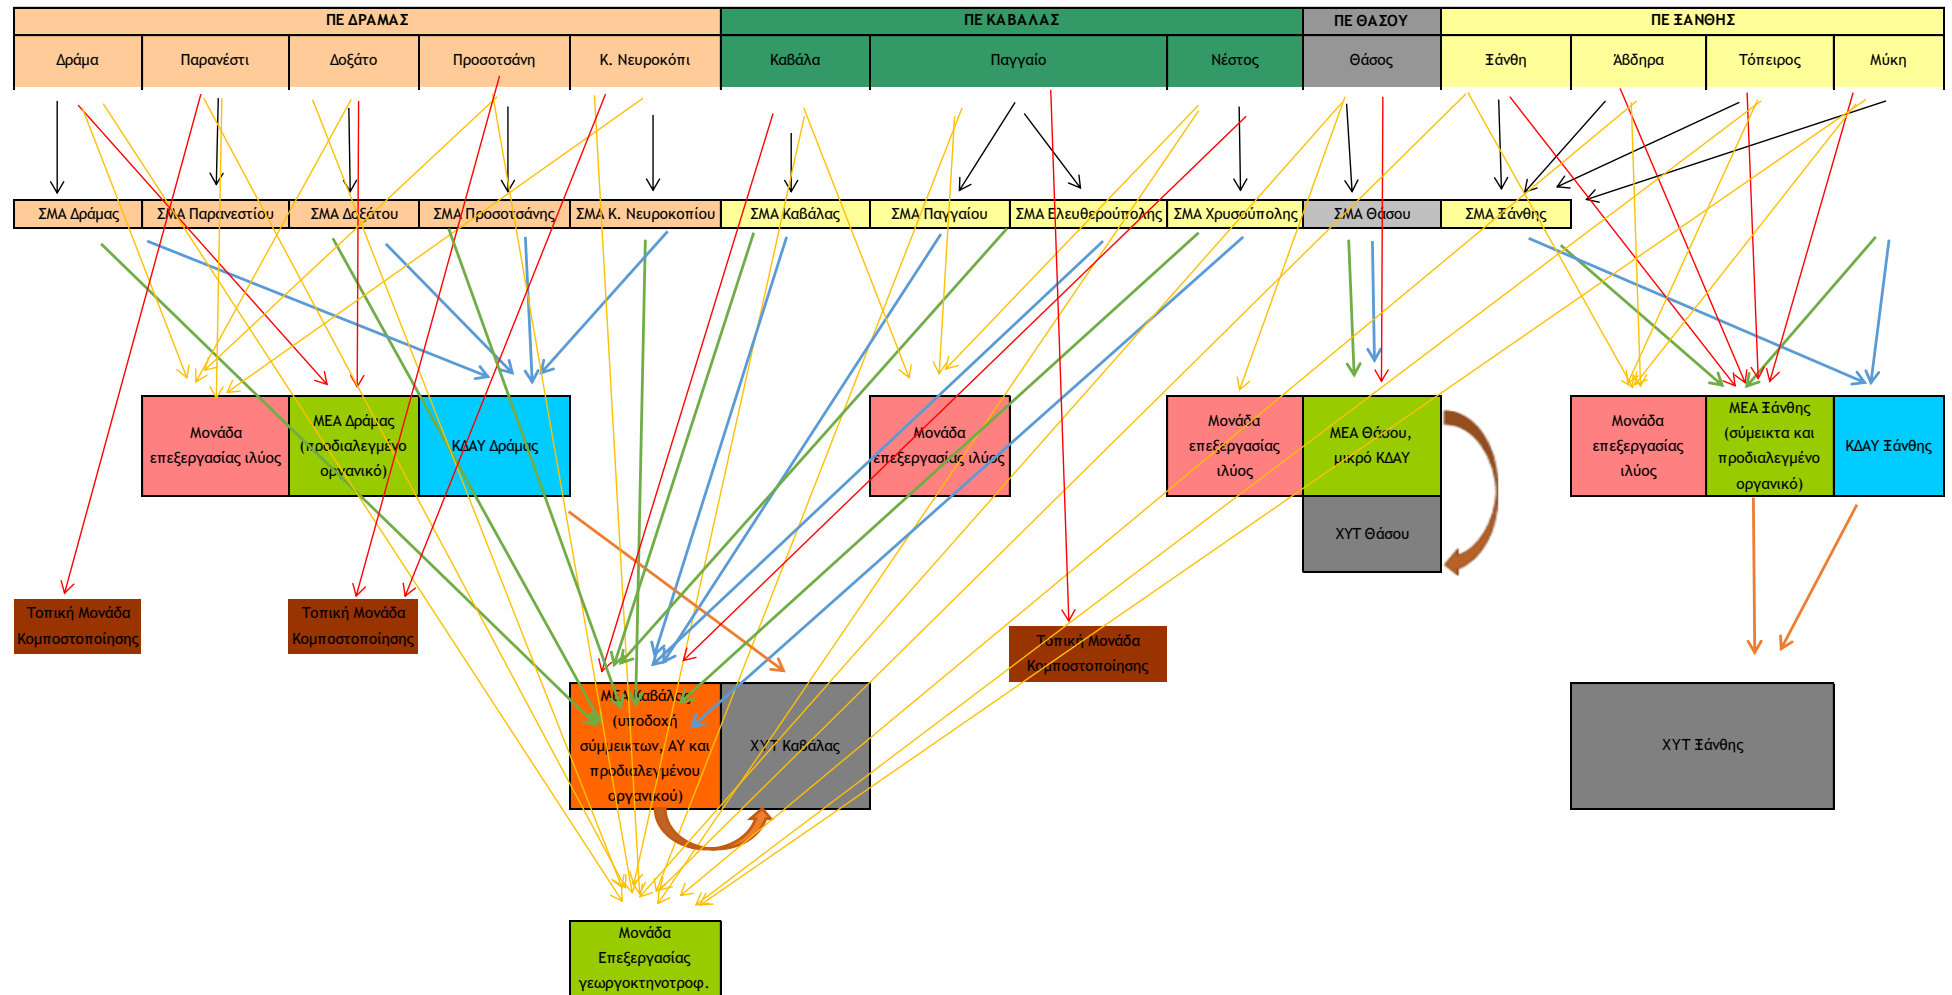 ΠΕ ΔΡΑΜΑΣ ΠΕ ΚΑΒΑΛΑΣ ΠΕ ΘΑΣΟΥ ΠΕ ΞΑΝΘΗΣ
Δράμα Παρανέστι Δοξάτο Προσοτσάνη Κ. Νευροκόπι Καβάλα Παγγαίο Νέστος Θάσος Ξάνθη Άβδηρα Τόπειρος Μύκη
ΣΜΑ Δράμας ΣΜΑ Παρανεστίου ΣΜΑ Δοξάτου ΣΜΑ Προσοτσάνης ΣΜΑ Κ. Νευροκοπίου ΣΜΑ Καβάλας ΣΜΑ Παγγαίου ΣΜΑ Ελευθερούπολης ΣΜΑ Χρυσούπολης ΣΜΑ Θάσου ΣΜΑ Ξάνθης
Μονάδα
επεξεργασίας ιλύος
ΜΕΑ Δράμας
(προδιαλεγμένο
οργανικό)
ΚΔΑΥ Δράμας
Μονάδα
επεξεργασίας ιλύος
Μονάδα
επεξεργασίας
ιλύος
ΜΕΑ Θάσου,
μικρό ΚΔΑΥ
ΧΥΤ Θάσου
Μονάδα
επεξεργασίας
ιλύος
ΜΕΑ Ξάνθης
(σύμεικτα και
προδιαλεγμένο
οργανικό)
ΚΔΑΥ Ξάνθης
Τοπική Μονάδα
Κομποστοποίησης
Τοπική Μονάδα
Κομποστοποίησης
Τοπική Μονάδα
Κομποστοποίησης
ΜΕΑ Καβάλας
(υποδοχή
σύμμεικτων, ΑΥ και
προδιαλεγμένου
οργανικού)
ΧΥΤ Καβάλας
ΧΥΤ Ξάνθης
Μονάδα
Επεξεργασίας
γεωργοκτηνοτροφ.